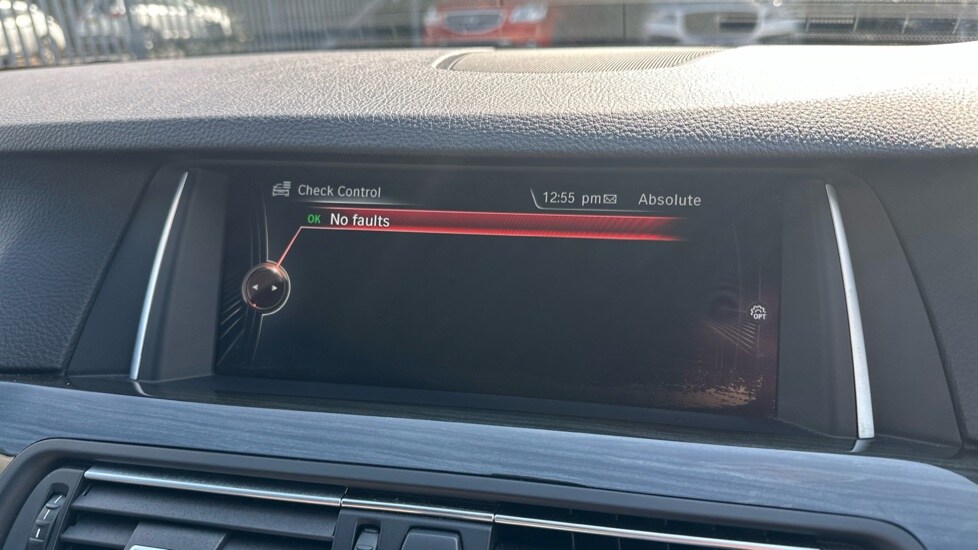 Check Control
12:55 pm Absolute
OK No faults
OPT